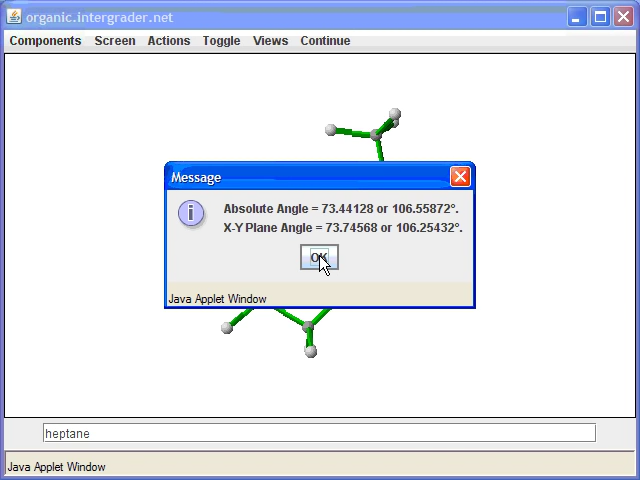 organic.intergrader.net
Components Screen Actions Toggle Views Continue
Message
Absolute Angle = 73.44128 or 106.55872°.
X-Y Plane Angle = 73.74568 or 106.25432°.
OK
Java Applet Window
heptane
Java Applet Window